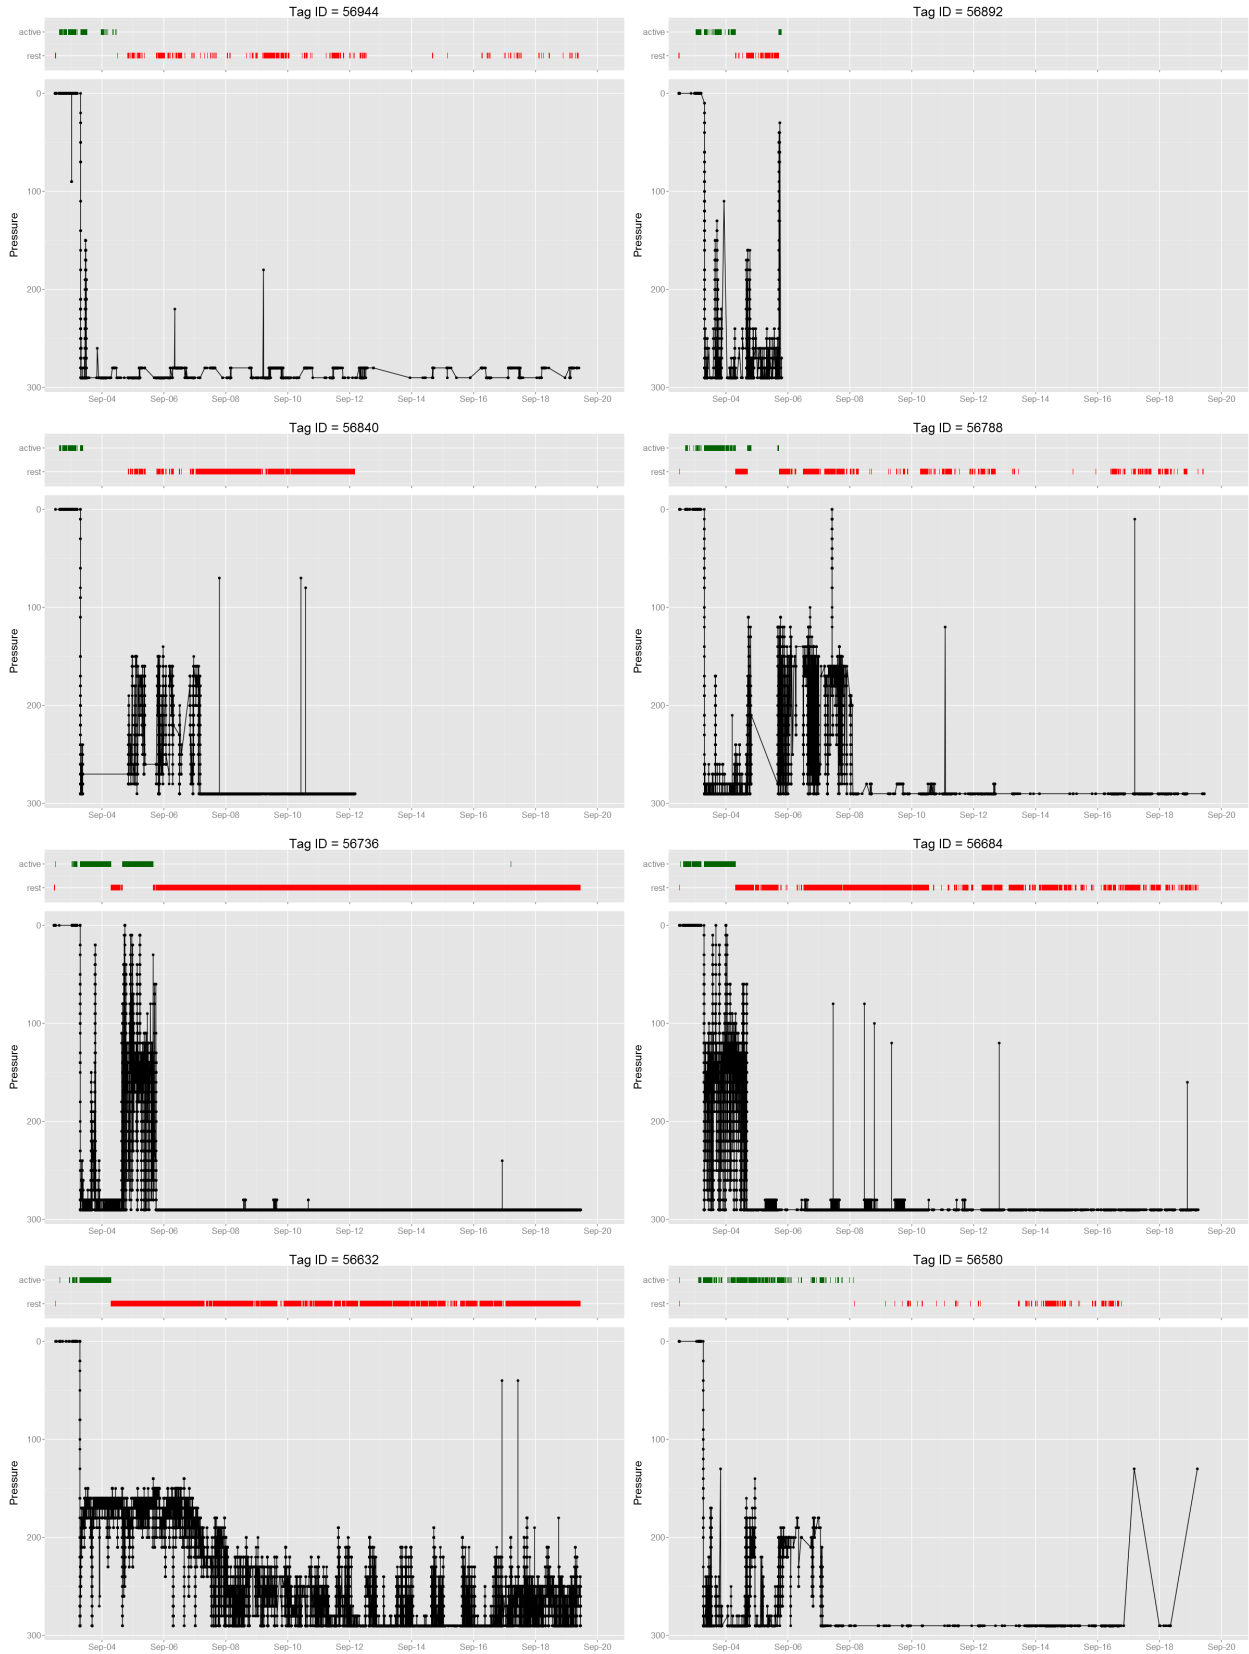 Tag ID = 56944
active
rest
Pressure
0
100
200
300
Sep-04 Sep-06 Sep-08 Sep-10 Sep-12 Sep-14 Sep-16 Sep-18 Sep-20
Tag ID = 56892
active
rest
Pressure
0
100
200
300
Sep-04 Sep-06 Sep-08 Sep-10 Sep-12 Sep-14 Sep-16 Sep-18 Sep-20
Tag ID = 56840
active
rest
Pressure
0
100
200
300
Sep-04 Sep-06 Sep-08 Sep-10 Sep-12 Sep-14 Sep-16 Sep-18 Sep-20
Tag ID = 56788
active
rest
Pressure
0
100
200
300
Sep-04 Sep-06 Sep-08 Sep-10 Sep-12 Sep-14 Sep-16 Sep-18 Sep-20
Tag ID = 56736
active
rest
Pressure
0
100
200
300
Sep-04 Sep-06 Sep-08 Sep-10 Sep-12 Sep-14 Sep-16 Sep-18 Sep-20
Tag ID = 56684
active
rest
Pressure
0
100
200
300
Sep-04 Sep-06 Sep-08 Sep-10 Sep-12 Sep-14 Sep-16 Sep-18 Sep-20
Tag ID = 56632
active
rest
Pressure
0
100
200
300
Sep-04 Sep-06 Sep-08 Sep-10 Sep-12 Sep-14 Sep-16 Sep-18 Sep-20
Tag ID = 56580
active
rest
Pressure
0
100
200
300
Sep-04 Sep-06 Sep-08 Sep-10 Sep-12 Sep-14 Sep-16 Sep-18 Sep-20